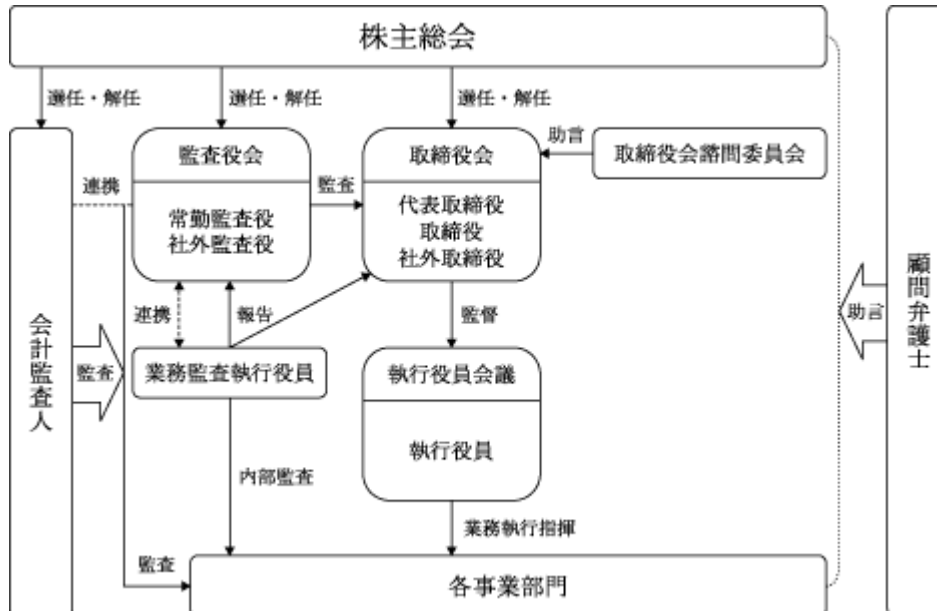 株主総会
選任・解任
選任・解任
選任・解任
監査役会
取締役会
助言
取締役会諮問委員会
連携
監査
常勤監査役
社外監査役
代表取締役
取締役
社外取締役
顧問弁護士
連携
報告
監督
助言
会計監査人
監査
業務監査執行役員
執行役員会議
執行役員
内部監査
業務執行指揮
監査
各事業部門